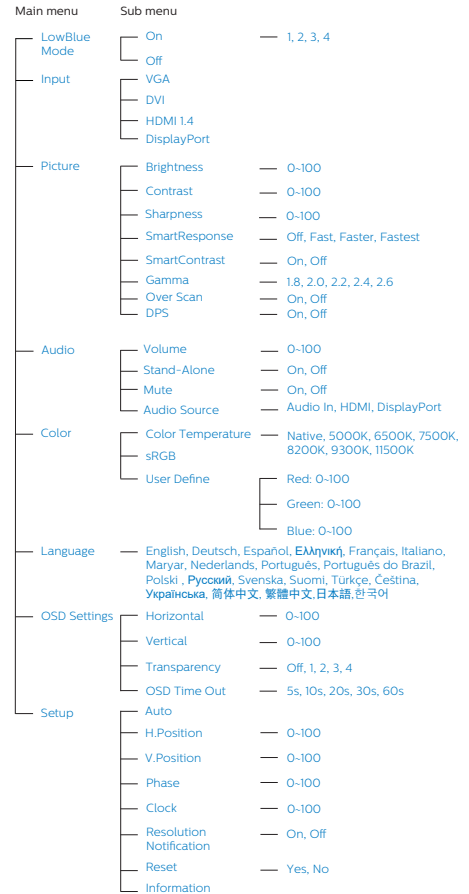 Main menu Sub menu
LowBlue Mode On 1, 2, 3, 4
Off
Input VGA
DVI
HDMI 1.4
DisplayPort
Picture Brightness 0~100
Contrast 0~100
Sharpness 0~100
SmartResponse Off, Fast, Faster, Fastest
SmartContrast On, Off
Gamma 1.8, 2.0, 2.2, 2.4, 2.6
Over Scan On, Off
DPS On, Off
Audio Volume 0~100
Stand-Alone On, Off
Mute On, Off
Audio Source Audio In, HDMI, DisplayPort
Color Color Temperature Native, 5000K, 6500K, 7500K,
8200K, 9300K, 11500K
sRGB
User Define Red: 0~100
Green: 0~100
Blue: 0~100
Language English, Deutsch, Español, Ελληνική, Français, Italiano,
Maryar, Nederlands, Português, Português do Brazil,
Polski , Русский, Svenska, Suomi, Türkçe, Čeština,
Українська, 简体中文, 繁體中文,日本語,한국어
OSD Settings Horizontal 0~100
Vertical 0~100
Transparency Off, 1, 2, 3, 4
OSD Time Out 5s, 10s, 20s, 30s, 60s
Setup Auto
H.Position 0~100
V.Position 0~100
Phase 0~100
Clock 0~100
Resolution Notification On, Off
Reset Yes, No
Information